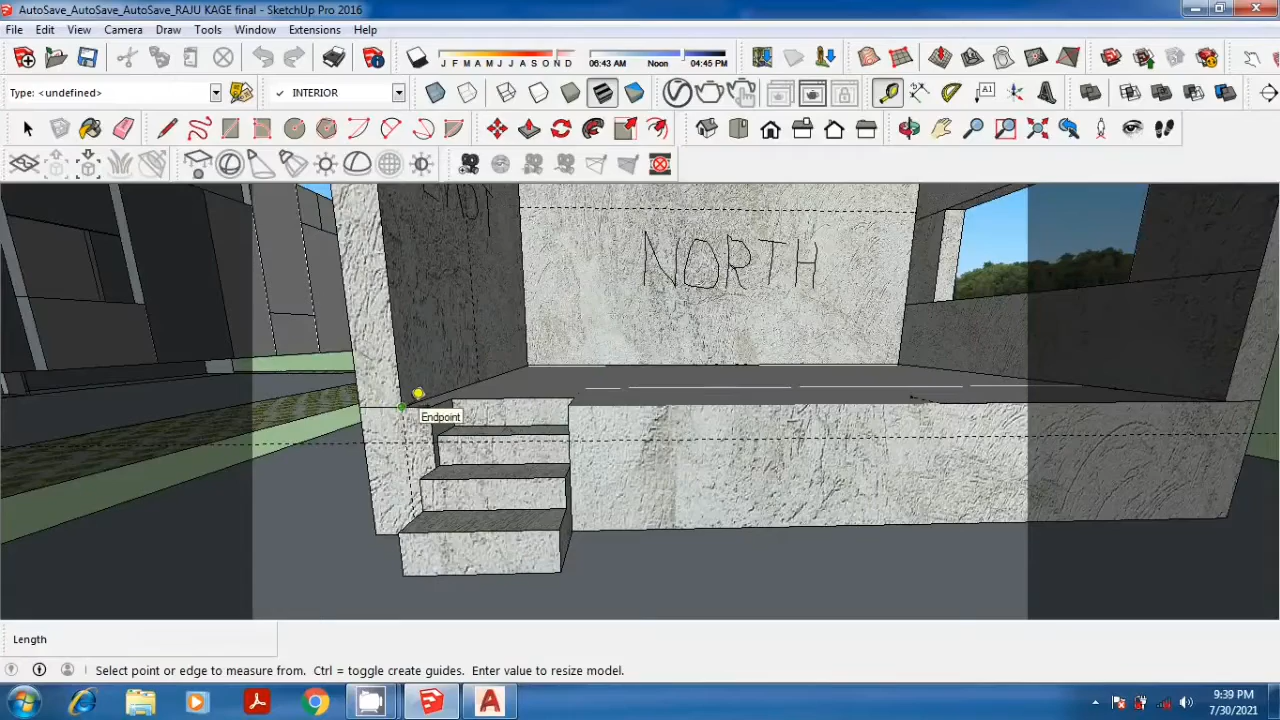 AutoSave_AutoSave_AutoSave_RAJU KAGE final - SketchUp Pro 2016
File Edit View Camera Draw Tools Window Extensions Help
J F M A M J J A S O N D 06:43 AM Noon 04:45 PM
Type: <undefined> ✓ INTERIOR A1
NORTH
Endpoint
Length
Select point or edge to measure from. Ctrl = toggle create guides. Enter value to resize model.
9:39 PM
7/30/2021